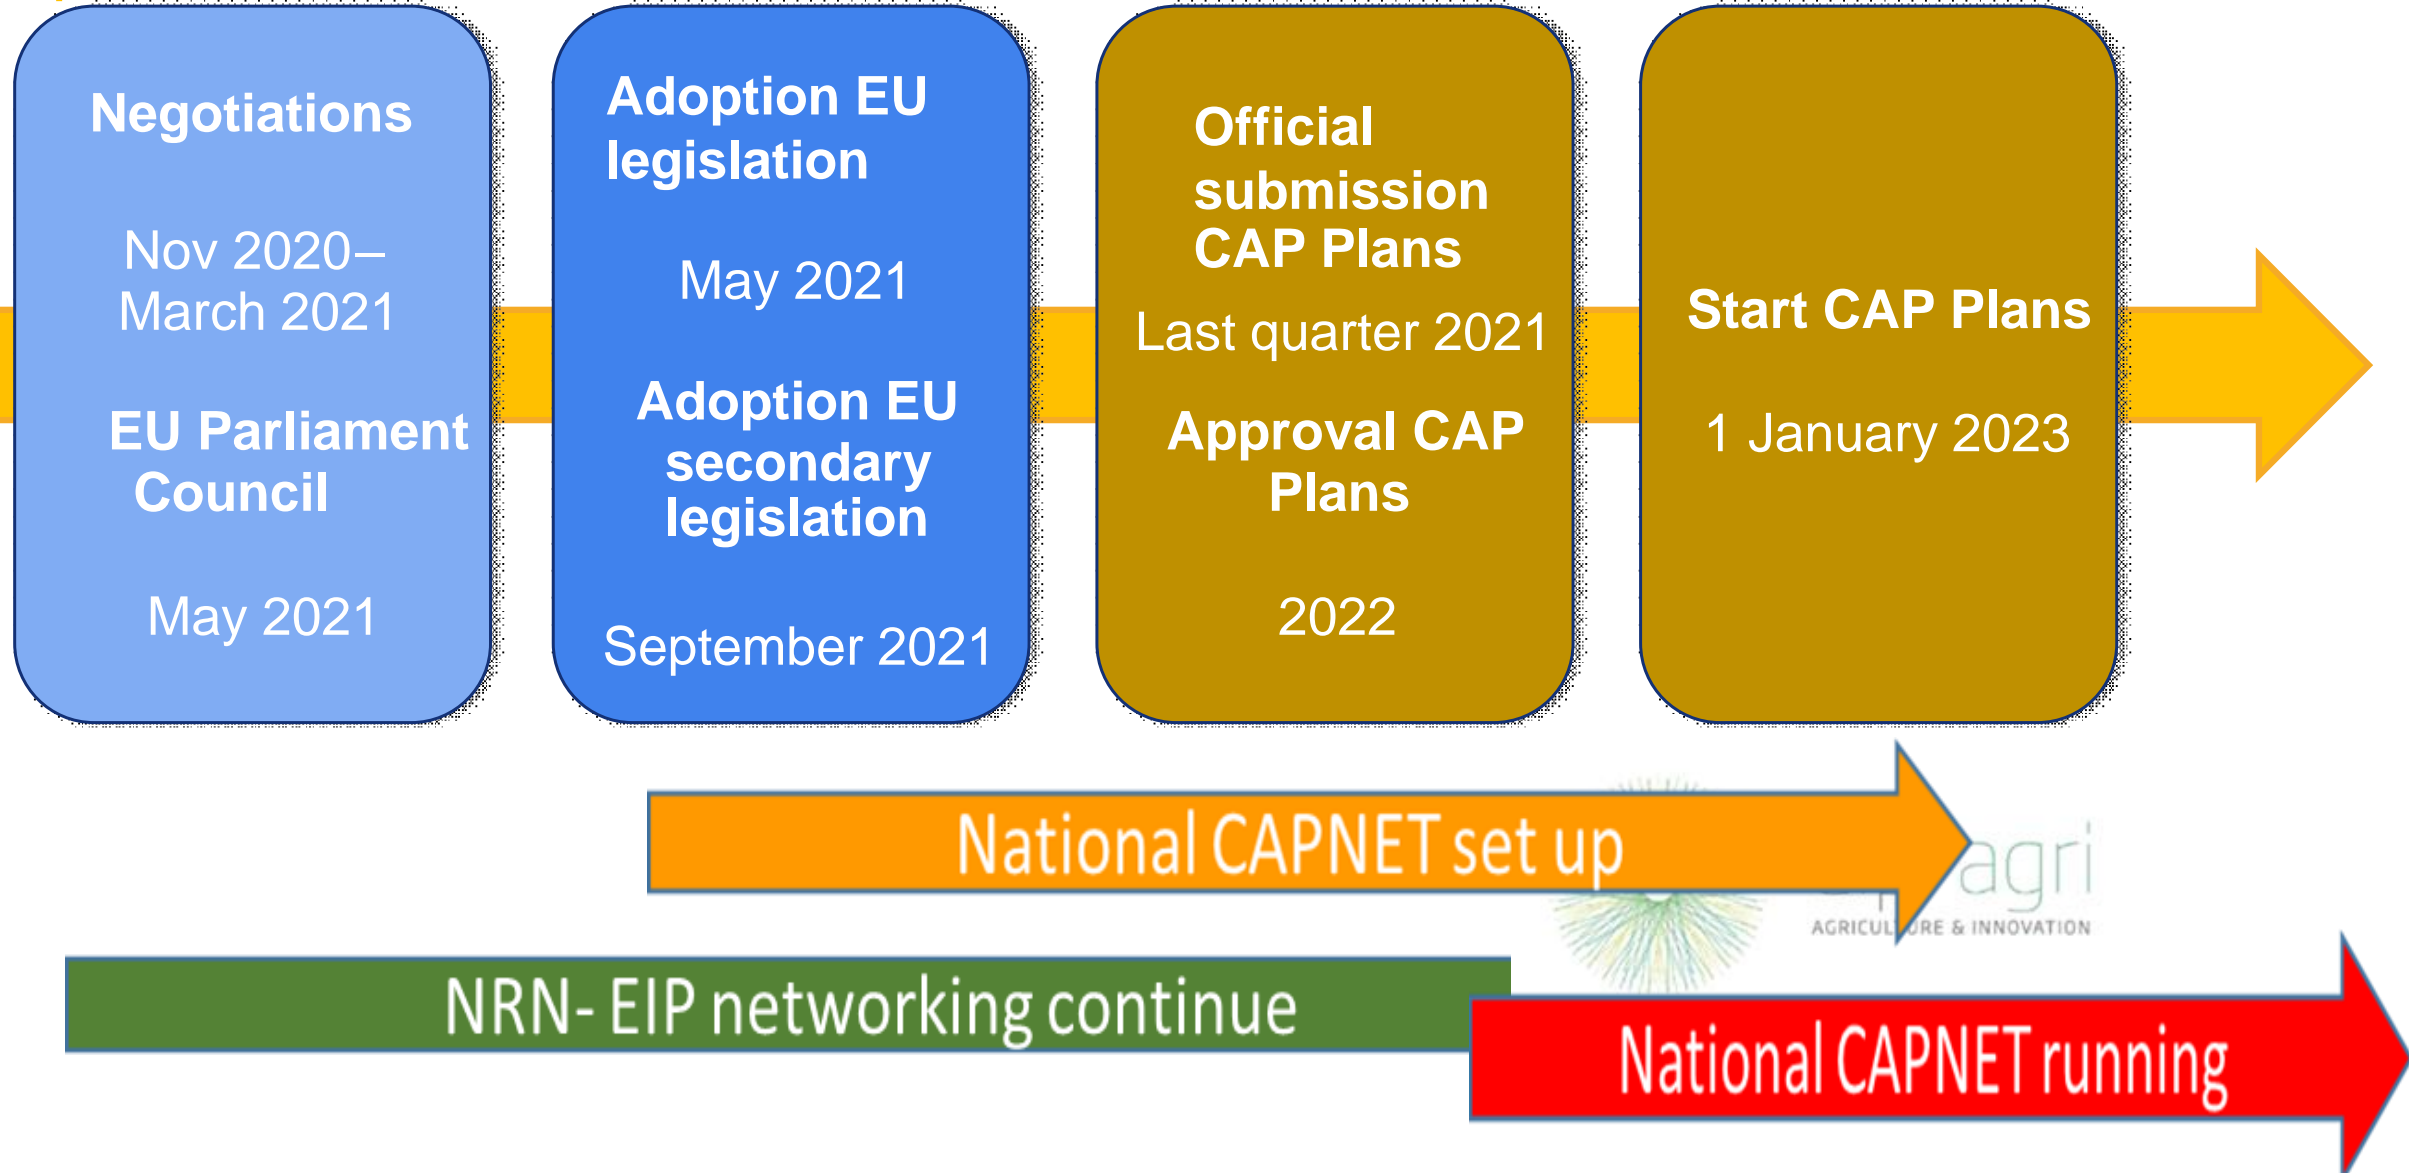 Negotiations
Nov 2020–
March 2021
EU Parliament
Council
May 2021
Adoption EU
legislation
May 2021
Adoption EU
secondary
legislation
September 2021
Official
submission
CAP Plans
Last quarter 2021
Approval CAP
Plans
2022
Start CAP Plans
1 January 2023
National CAPNET set up
agri
AGRICULTURE & INNOVATION
NRN- EIP networking continue
National CAPNET running